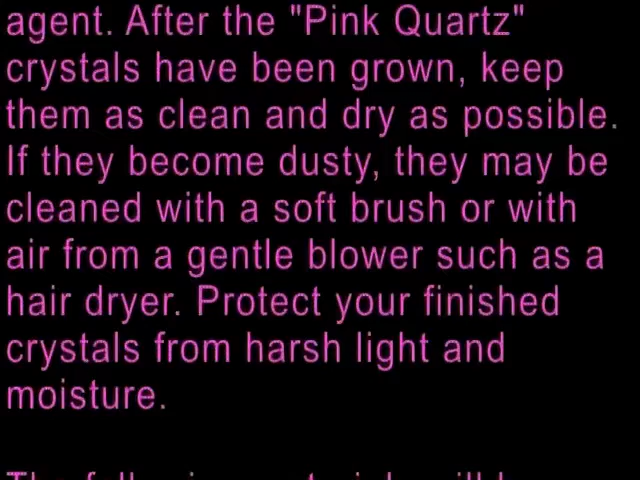 agent. After the "Pink Quartz"
crystals have been grown, keep
them as clean and dry as possible.
If they become dusty, they may be
cleaned with a soft brush or with
air from a gentle blower such as a
hair dryer. Protect your finished
crystals from harsh light and
moisture.